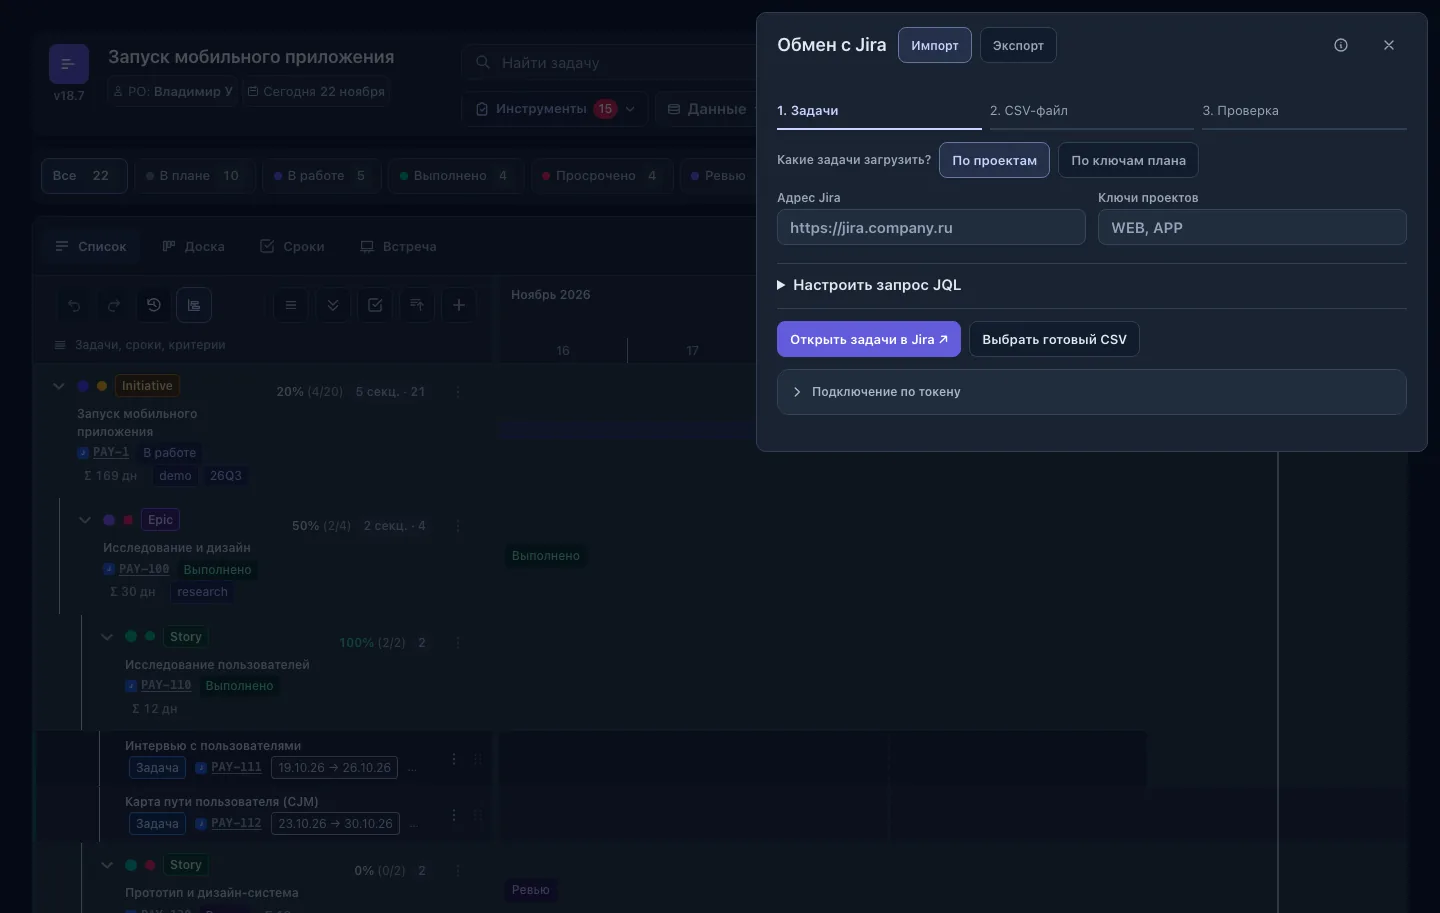 Запуск мобильного приложения
v18.7
PO: Владимир У
Сегодня 22 ноября
Найти задачу
Инструменты 15
Данные
Все 22
В плане 10
В работе 5
Выполнено 4
Просрочено 4
Ревью
Список
Доска
Сроки
Встреча
Задачи, сроки, критерии
Ноябрь 2026
16
17
Initiative
20% (4/20) 5 секц. · 21
Запуск мобильного
приложения
PAY-1 В работе
Σ 169 дн demo 26Q3
Epic
50% (2/4) 2 секц. · 4
Исследование и дизайн
PAY-100 Выполнено
Σ 30 дн research
Выполнено
Story
100% (2/2) 2
Исследование пользователей
PAY-110 Выполнено
Σ 12 дн
Интервью с пользователями
Задача PAY-111 19.10.26 → 26.10.26 ...
Карта пути пользователя (CJM)
Задача PAY-112 23.10.26 → 30.10.26 ...
Story
0% (0/2) 2
Прототип и дизайн-система
Ревью
Обмен с Jira
Импорт
Экспорт
1. Задачи
2. CSV-файл
3. Проверка
Какие задачи загрузить?
По проектам
По ключам плана
Адрес Jira
Ключи проектов
https://jira.company.ru
WEB, APP
Настроить запрос JQL
Открыть задачи в Jira ↗
Выбрать готовый CSV
Подключение по токену